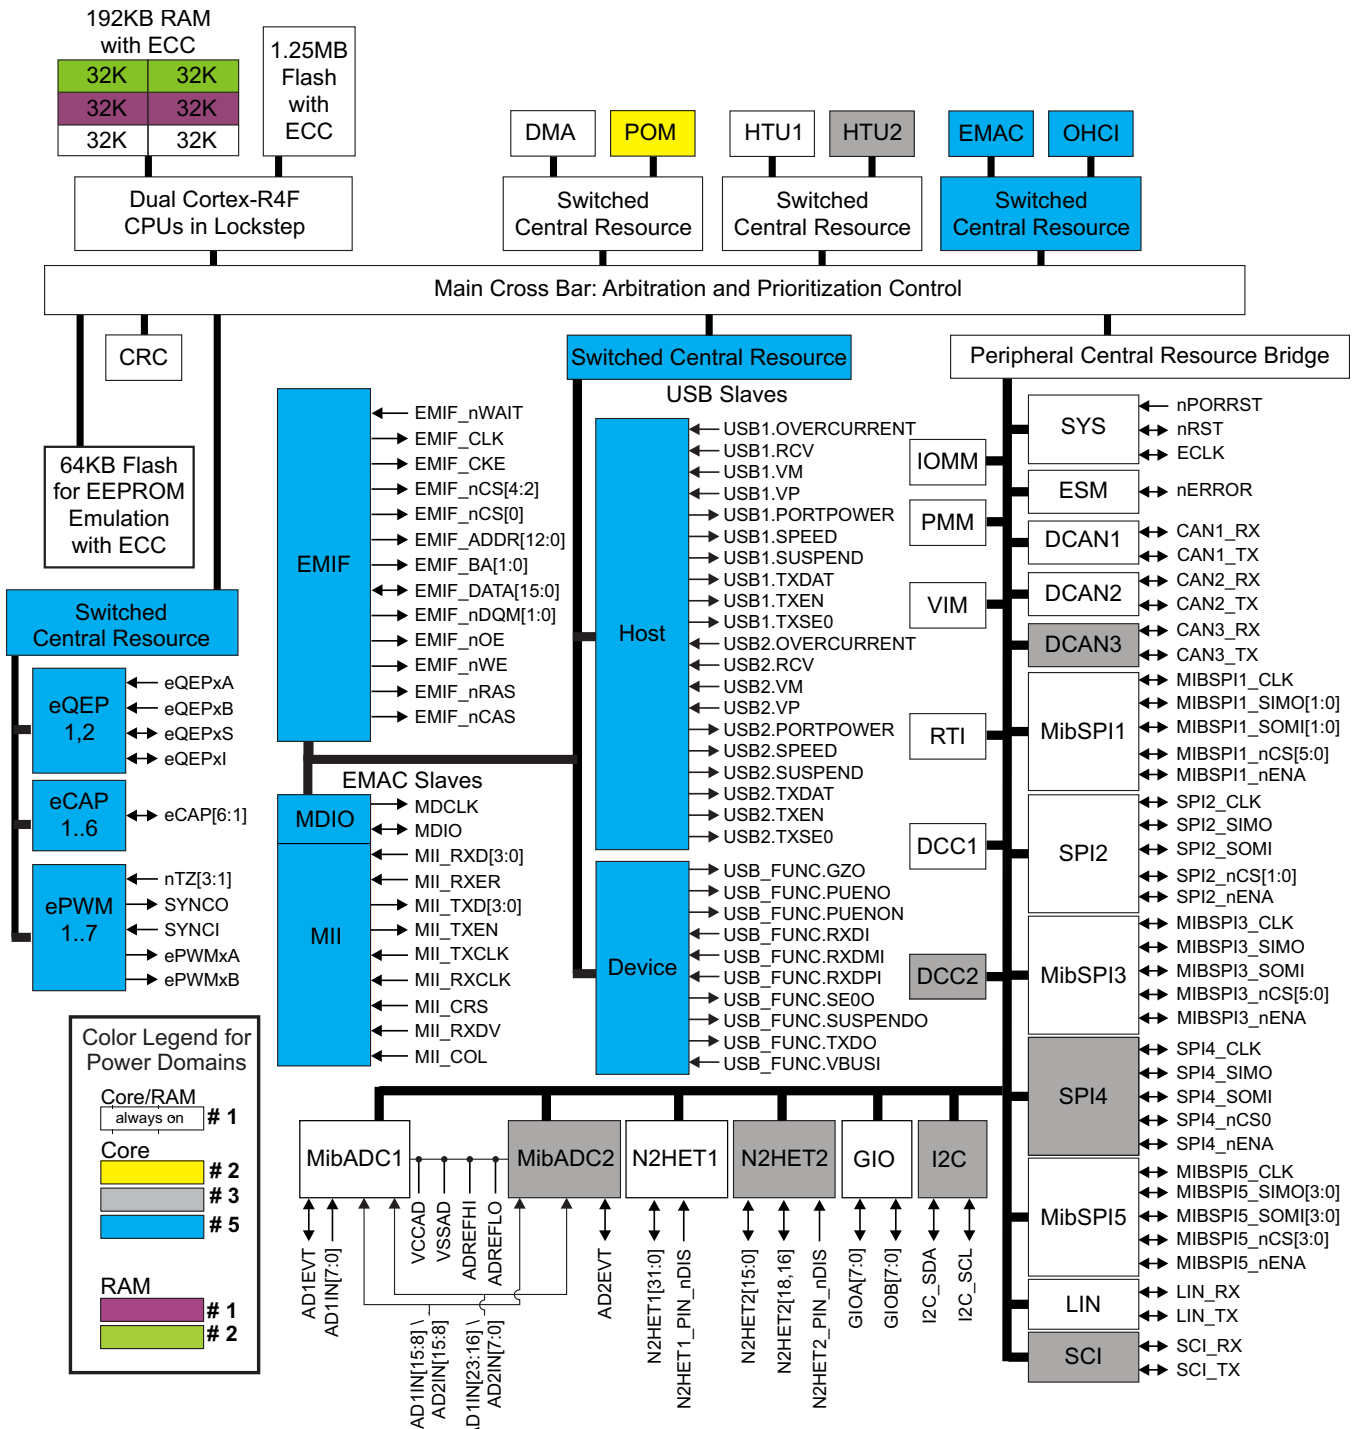 192KB RAM
with ECC
32K 32K
32K 32K
32K 32K
1.25MB
Flash
with
ECC
DMA
POM
HTU1
HTU2
EMAC
OHCI
Dual Cortex-R4F
CPUs in Lockstep
Switched
Central Resource
Switched
Central Resource
Switched
Central Resource
Main Cross Bar: Arbitration and Prioritization Control
CRC
Switched Central Resource
Peripheral Central Resource Bridge
64KB Flash
for EEPROM
Emulation
with ECC
Switched
Central Resource
eQEP
1,2
eQEPxA
eQEPxB
eQEPxS
eQEPxI
eCAP
1..6
eCAP[6:1]
ePWM
1..7
nTZ[3:1]
SYNCO
SYNCI
ePWMxA
ePWMxB
EMIF
EMIF_nWAIT
EMIF_CLK
EMIF_CKE
EMIF_nCS[4:2]
EMIF_nCS[0]
EMIF_ADDR[12:0]
EMIF_BA[1:0]
EMIF_DATA[15:0]
EMIF_nDQM[1:0]
EMIF_nOE
EMIF_nWE
EMIF_nRAS
EMIF_nCAS
EMAC Slaves
MDIO
MDCLK
MDIO
MII
MII_RXD[3:0]
MII_RXER
MII_TXD[3:0]
MII_TXEN
MII_TXCLK
MII_RXCLK
MII_CRS
MII_RXDV
MII_COL
USB Slaves
Host
USB1.OVERCURRENT
USB1.RCV
USB1.VM
USB1.VP
USB1.PORTPOWER
USB1.SPEED
USB1.SUSPEND
USB1.TXDAT
USB1.TXEN
USB1.TXSE0
USB2.OVERCURRENT
USB2.RCV
USB2.VM
USB2.VP
USB2.PORTPOWER
USB2.SPEED
USB2.SUSPEND
USB2.TXDAT
USB2.TXEN
USB2.TXSE0
Device
USB_FUNC.GZO
USB_FUNC.PUENO
USB_FUNC.PUENON
USB_FUNC.RXDI
USB_FUNC.RXDMI
USB_FUNC.RXDPI
USB_FUNC.SE0O
USB_FUNC.SUSPENDO
USB_FUNC.TXDO
USB_FUNC.VBUSI
IOMM
PMM
VIM
RTI
DCC1
DCC2
SYS
nPORRST
nRST
ECLK
ESM
nERROR
DCAN1
CAN1_RX
CAN1_TX
DCAN2
CAN2_RX
CAN2_TX
DCAN3
CAN3_RX
CAN3_TX
MibSPI1
MIBSPI1_CLK
MIBSPI1_SIMO[1:0]
MIBSPI1_SOMI[1:0]
MIBSPI1_nCS[5:0]
MIBSPI1_nENA
SPI2
SPI2_CLK
SPI2_SIMO
SPI2_SOMI
SPI2_nCS[1:0]
SPI2_nENA
MibSPI3
MIBSPI3_CLK
MIBSPI3_SIMO
MIBSPI3_SOMI
MIBSPI3_nCS[5:0]
MIBSPI3_nENA
SPI4
SPI4_CLK
SPI4_SIMO
SPI4_SOMI
SPI4_nCS0
SPI4_nENA
MibSPI5
MIBSPI5_CLK
MIBSPI5_SIMO[3:0]
MIBSPI5_SOMI[3:0]
MIBSPI5_nCS[3:0]
MIBSPI5_nENA
LIN
LIN_RX
LIN_TX
SCI
SCI_RX
SCI_TX
Color Legend for
Power Domains
Core/RAM
always on # 1
Core
# 2
# 3
# 5
RAM
# 1
# 2
MibADC1
MibADC2
N2HET1
N2HET2
GIO
I2C
AD1EVT
AD1IN[7:0]
AD1IN[15:8] \
AD2IN[15:8]
VCCAD
VSSAD
ADREFHI
ADREFLO
AD1IN[23:16] \
AD2IN[7:0]
AD2EVT
N2HET1[31:0]
N2HET1_PIN_nDIS
N2HET2[15:0]
N2HET2[18,16]
N2HET2_PIN_nDIS
GIOA[7:0]
GIOB[7:0]
I2C_SDA
I2C_SCL